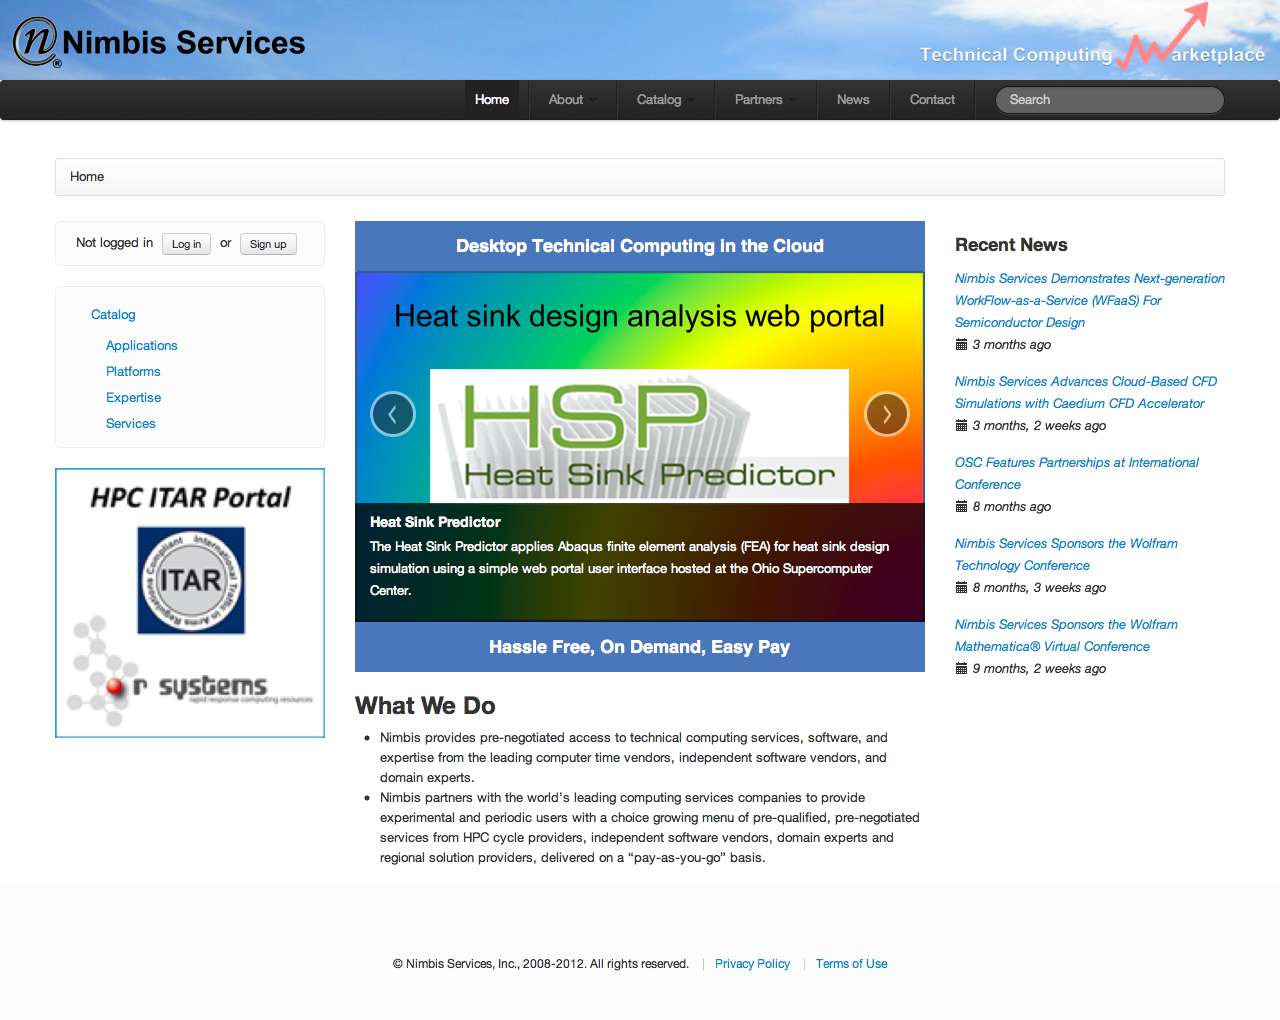 n® Nimbis Services
Technical Computing Marketplace
Home About Catalog Partners News Contact Search
Home
Not logged in Log in or Sign up
Catalog
Applications
Platforms
Expertise
Services
HPC ITAR Portal
Compliant International Traffic in Arms Regulations
ITAR
r systems
rapid response computing resources
Desktop Technical Computing in the Cloud
Heat sink design analysis web portal
HSP
Heat Sink Predictor
Heat Sink Predictor
The Heat Sink Predictor applies Abaqus finite element analysis (FEA) for heat sink design
simulation using a simple web portal user interface hosted at the Ohio Supercomputer
Center.
Hassle Free, On Demand, Easy Pay
What We Do
• Nimbis provides pre-negotiated access to technical computing services, software, and
expertise from the leading computer time vendors, independent software vendors, and
domain experts.
• Nimbis partners with the world’s leading computing services companies to provide
experimental and periodic users with a choice growing menu of pre-qualified, pre-negotiated
services from HPC cycle providers, independent software vendors, domain experts and
regional solution providers, delivered on a “pay-as-you-go” basis.
Recent News
Nimbis Services Demonstrates Next-generation
WorkFlow-as-a-Service (WFaaS) For
Semiconductor Design
3 months ago
Nimbis Services Advances Cloud-Based CFD
Simulations with Caedium CFD Accelerator
3 months, 2 weeks ago
OSC Features Partnerships at International
Conference
8 months ago
Nimbis Services Sponsors the Wolfram
Technology Conference
8 months, 3 weeks ago
Nimbis Services Sponsors the Wolfram
Mathematica® Virtual Conference
9 months, 2 weeks ago
© Nimbis Services, Inc., 2008-2012. All rights reserved. | Privacy Policy | Terms of Use